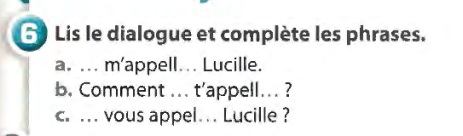 6 Lis le dialogue et complète les phrases.
a. ... m'appell... Lucille.
b. Comment ... t'appell... ?
c. ... vous appel... Lucille ?